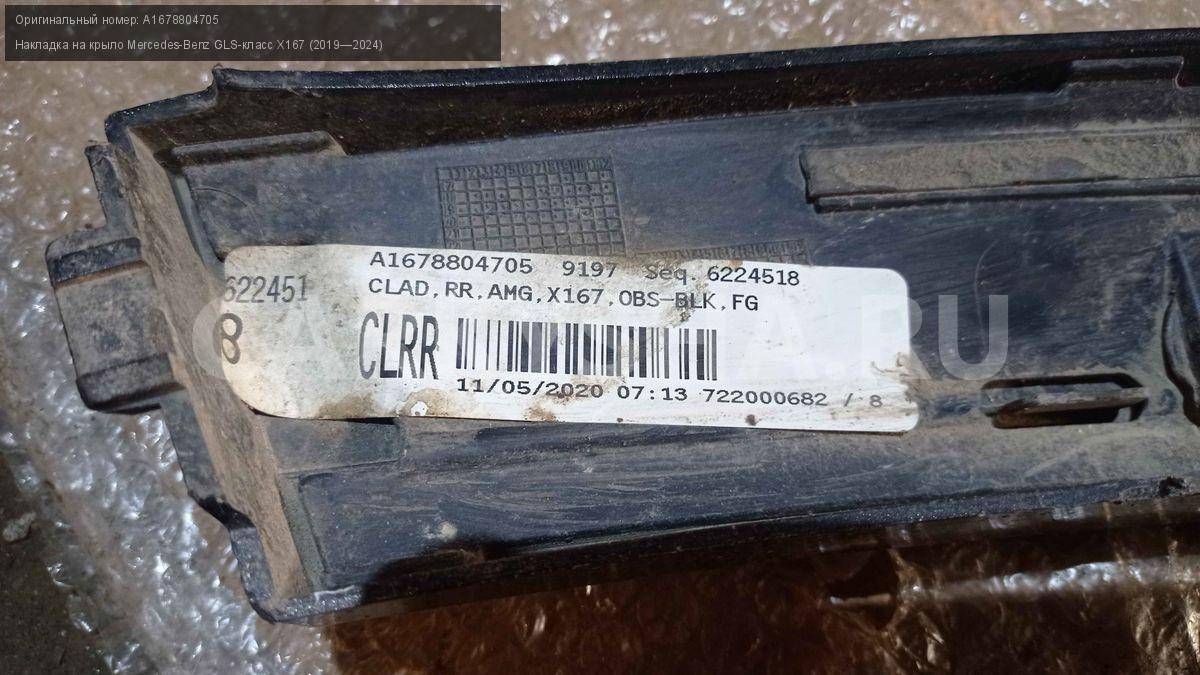 Оригинальный номер: A1678804705
Накладка на крыло Mercedes-Benz GLS-класс X167 (2019—2024)
A1678804705 9197 Seq. 6224518
CLAD,RR,AMG,X167,OBS-BLK,FG
622451
8
CLRR
11/05/2020 07:13 722000682 / 8